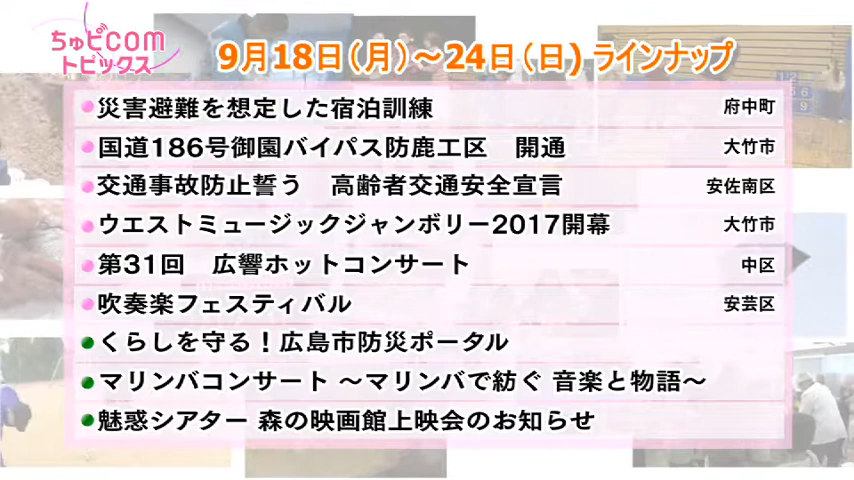 ちゅピCOM
トピックス
9月18日（月）～24日（日）ラインナップ
災害避難を想定した宿泊訓練 府中町
国道186号御園バイパス防鹿工区 開通 大竹市
交通事故防止誓う 高齢者交通安全宣言 安佐南区
ウエストミュージックジャンボリー2017開幕 大竹市
第31回 広響ホットコンサート 中区
吹奏楽フェスティバル 安芸区
くらしを守る！広島市防災ポータル
マリンバコンサート ～マリンバで紡ぐ 音楽と物語～
魅惑シアター 森の映画館上映会のお知らせ